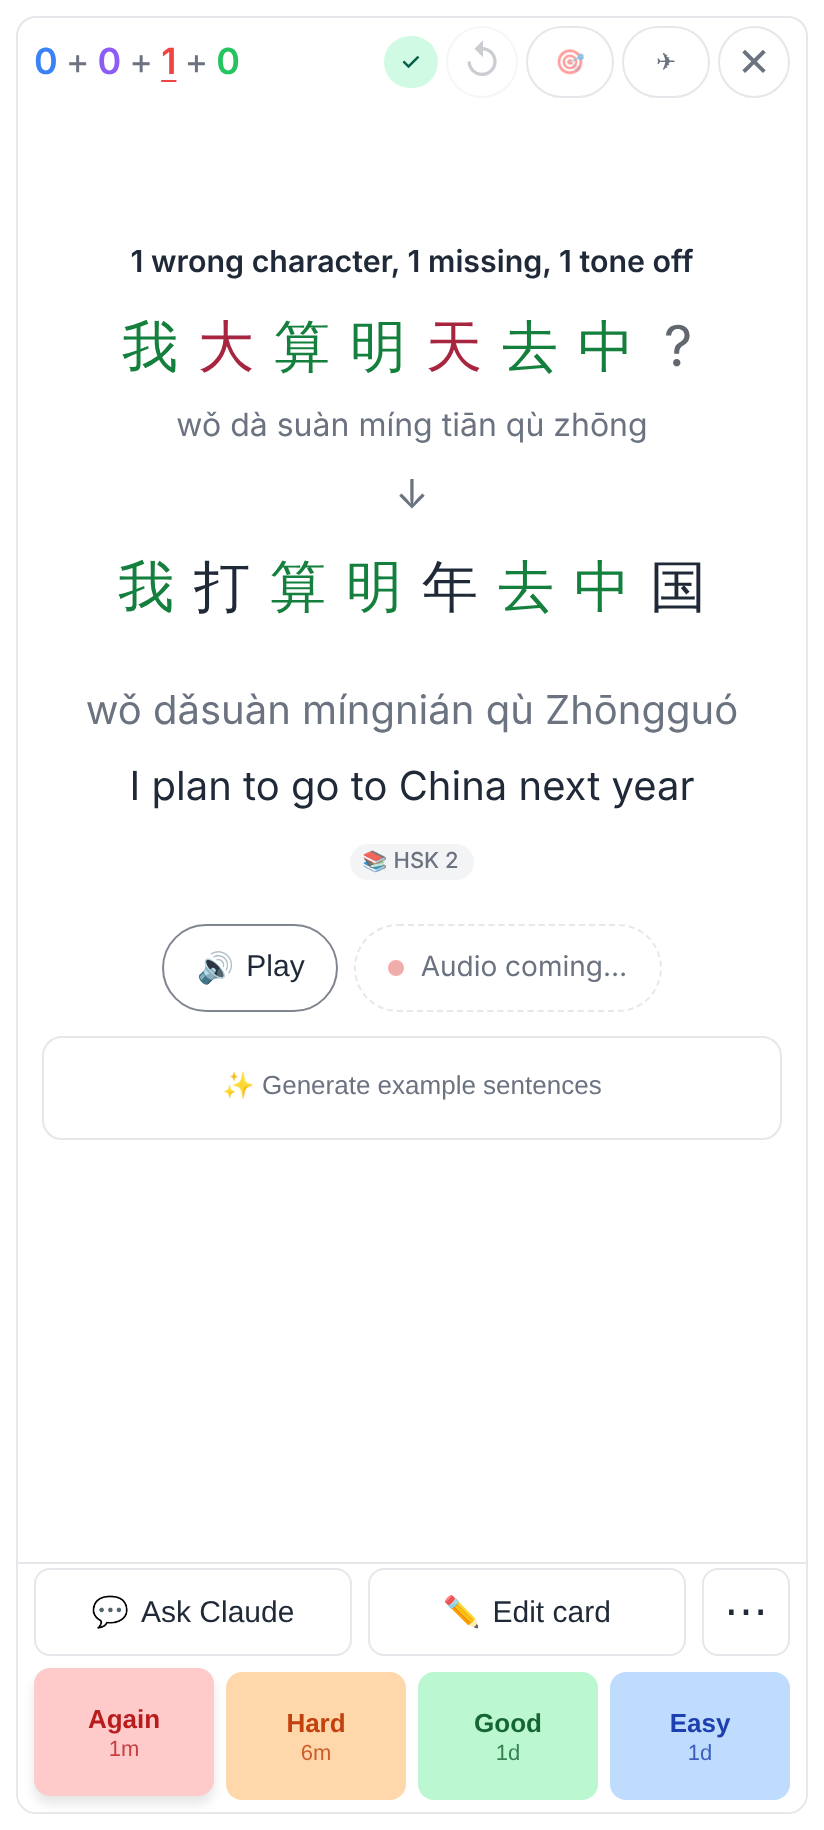 0 + 0 + 1 + 0
1 wrong character, 1 missing, 1 tone off
我 大 算 明 天 去 中 ?
wǒ dà suàn míng tiān qù zhōng
↓
我 打 算 明 年 去 中 国
wǒ dǎsuàn míngnián qù Zhōngguó
I plan to go to China next year
📚 HSK 2
🔊 Play
Audio coming...
✨ Generate example sentences
💬 Ask Claude
✏️ Edit card
⋯
Again
1m
Hard
6m
Good
1d
Easy
1d